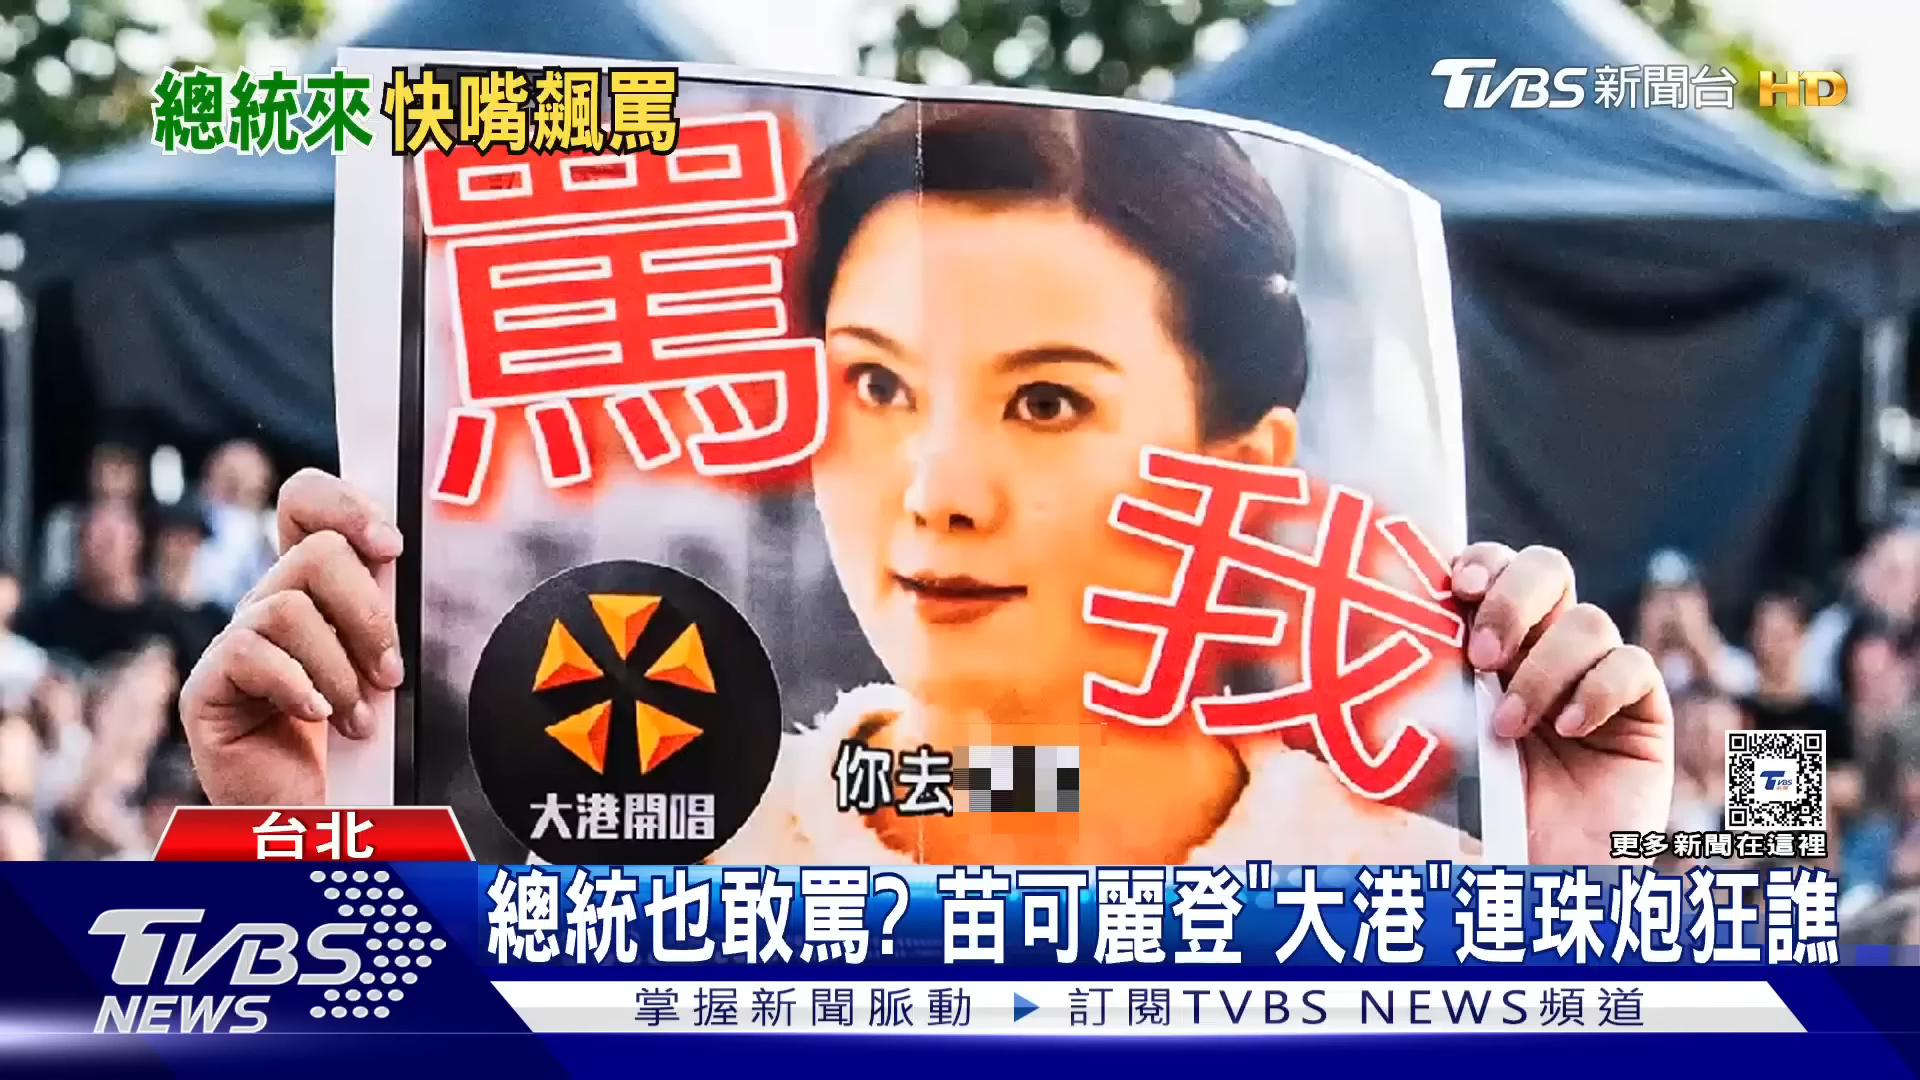 總統來 快嘴飆罵
TVBS新聞台 HD
罵
我
大港開唱
你去
TVBS
更多新聞在這裡
台北
TVBS NEWS
總統也敢罵? 苗可麗登"大港"連珠炮狂譙
掌握新聞脈動 ▶ 訂閱TVBS NEWS頻道